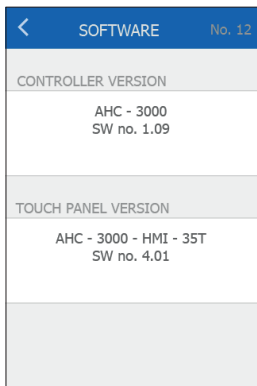 SOFTWARE No. 12
CONTROLLER VERSION
AHC - 3000
SW no. 1.09
TOUCH PANEL VERSION
AHC - 3000 - HMI - 35T
SW no. 4.01